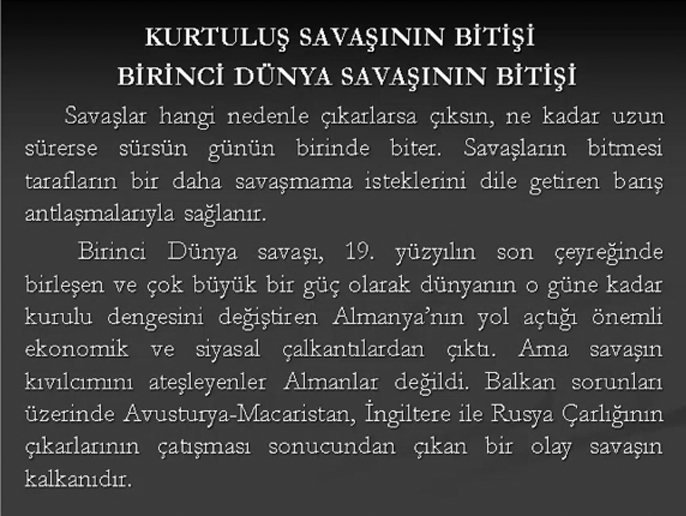 KURTULUŞ SAVAŞININ BİTİŞİ
BİRİNCİ DÜNYA SAVAŞININ BİTİŞİ
Savaşlar hangi nedenle çıkarlarsa çıksın, ne kadar uzun
sürerse sürsün günün birinde biter. Savaşların bitmesi
tarafların bir daha savaşmama isteklerini dile getiren barış
antlaşmalarıyla sağlanır.
Birinci Dünya savaşı, 19. yüzyılın son çeyreğinde
birleşen ve çok büyük bir güç olarak dünyanın o güne kadar
kurulu dengesini değiştiren Almanya'nın yol açtığı önemli
ekonomik ve siyasal çalkantılardan çıktı. Ama savaşın
kıvılcımını ateşleyenler Almanlar değildi. Balkan sorunları
üzerinde Avusturya-Macaristan, İngiltere ile Rusya Çarlığının
çıkarlarının çatışması sonucundan çıkan bir olay savaşın
kalkanıdır.